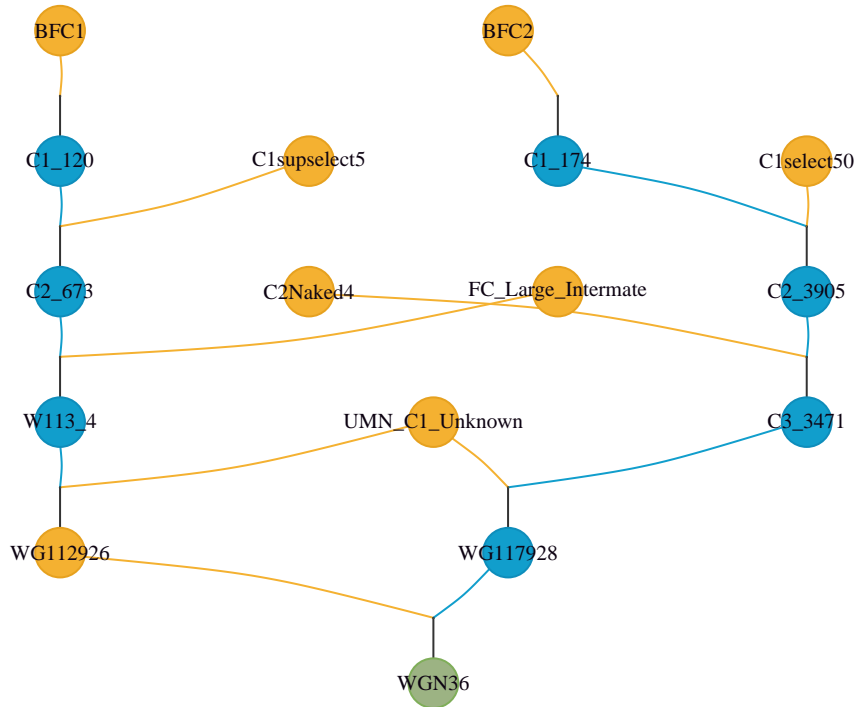 BFC1
BFC2
C1_120
C1supselect5
C1_174
C1select50
C2_673
C2Naked4
FC_Large_Intermate
C2_3905
W113_4
UMN_C1_Unknown
C3_3471
WG112926
WG117928
WGN36